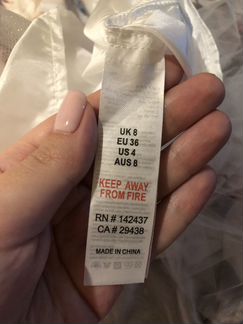 UK 8
EU 36
US 4
AUS 8
KEEP AWAY
FROM FIRE
RN # 142437
CA # 29438
MADE IN CHINA